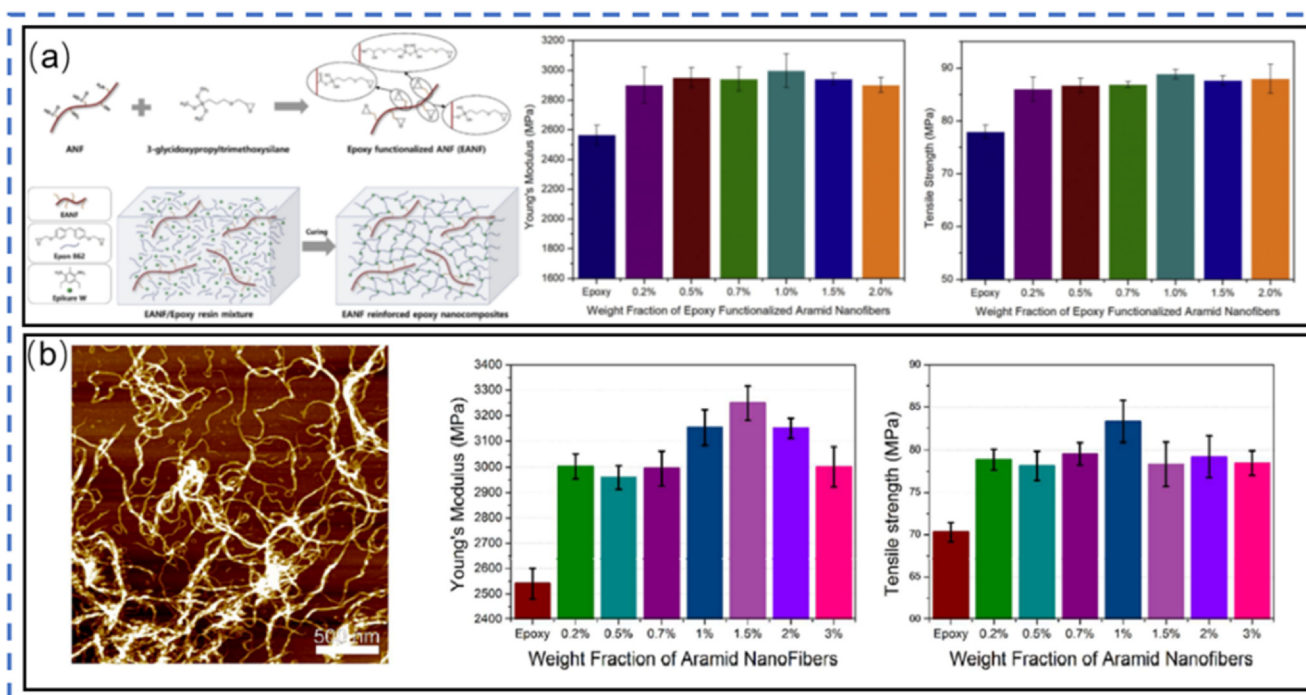 (a)
ANF
3-glycidoxypropyltrimethoxysilane
Epoxy functionalized ANF (EANF)
EANF
Epon 862
Epikure W
Curing
EANF/Epoxy resin mixture
EANF reinforced epoxy nanocomposites
Young's Modulus (MPa)
3200
3000
2800
2600
2400
2200
2000
1800
1600
Epoxy 0.2% 0.5% 0.7% 1.0% 1.5% 2.0%
Weight Fraction of Epoxy Functionalized Aramid Nanofibers
Tensile Strength (MPa)
90
80
70
60
50
Epoxy 0.2% 0.5% 0.7% 1.0% 1.5% 2.0%
Weight Fraction of Epoxy Functionalized Aramid Nanofibers
(b)
500 nm
Young's Modulus (MPa)
3400
3300
3200
3100
3000
2900
2800
2700
2600
2500
2400
Epoxy 0.2% 0.5% 0.7% 1% 1.5% 2% 3%
Weight Fraction of Aramid NanoFibers
Tensile strength (MPa)
90
85
80
75
70
65
60
Epoxy 0.2% 0.5% 0.7% 1% 1.5% 2% 3%
Weight Fraction of Aramid Nanofibers